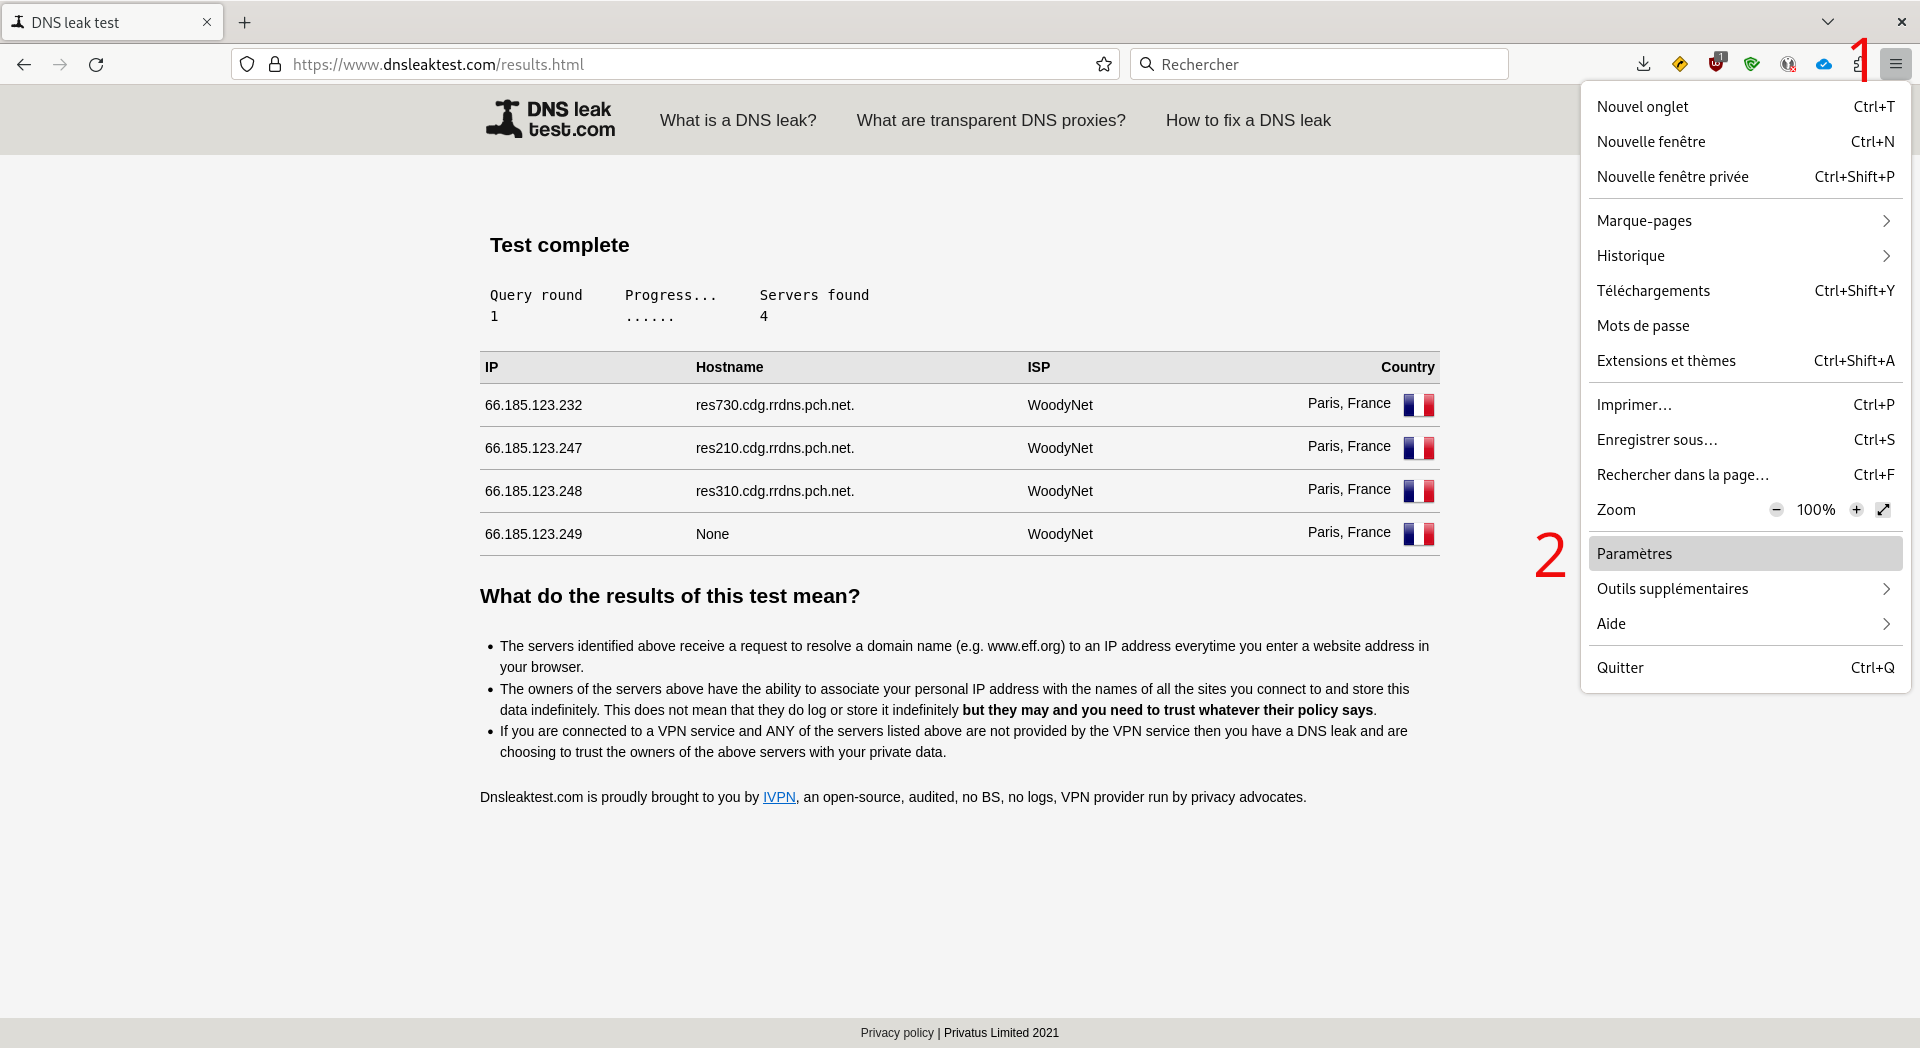 DNS leak test
https://www.dnsleaktest.com/results.html
Rechercher
1
1
DNS leak
test.com
What is a DNS leak?
What are transparent DNS proxies?
How to fix a DNS leak
Test complete
Query round Progress... Servers found
1 ...... 4
IP Hostname ISP Country
66.185.123.232 res730.cdg.rrdns.pch.net. WoodyNet Paris, France
66.185.123.247 res210.cdg.rrdns.pch.net. WoodyNet Paris, France
66.185.123.248 res310.cdg.rrdns.pch.net. WoodyNet Paris, France
66.185.123.249 None WoodyNet Paris, France
What do the results of this test mean?
• The servers identified above receive a request to resolve a domain name (e.g. www.eff.org) to an IP address everytime you enter a website address in
your browser.
• The owners of the servers above have the ability to associate your personal IP address with the names of all the sites you connect to and store this
data indefinitely. This does not mean that they do log or store it indefinitely but they may and you need to trust whatever their policy says.
• If you are connected to a VPN service and ANY of the servers listed above are not provided by the VPN service then you have a DNS leak and are
choosing to trust the owners of the above servers with your private data.
Dnsleaktest.com is proudly brought to you by IVPN, an open-source, audited, no BS, no logs, VPN provider run by privacy advocates.
Nouvel onglet Ctrl+T
Nouvelle fenêtre Ctrl+N
Nouvelle fenêtre privée Ctrl+Shift+P
Marque-pages
Historique
Téléchargements Ctrl+Shift+Y
Mots de passe
Extensions et thèmes Ctrl+Shift+A
Imprimer… Ctrl+P
Enregistrer sous… Ctrl+S
Rechercher dans la page… Ctrl+F
Zoom 100%
2
Paramètres
Outils supplémentaires
Aide
Quitter Ctrl+Q
Privacy policy | Privatus Limited 2021